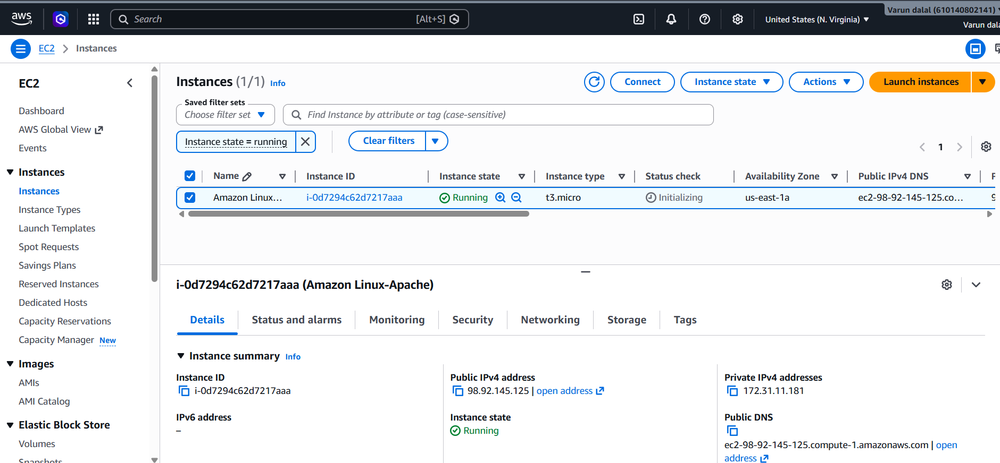 aws
Search
[Alt+S]
United States (N. Virginia)
Varun dalal (610140802141)
Varun dala
EC2
Instances
EC2
Dashboard
AWS Global View
Events
Instances
Instances
Instance Types
Launch Templates
Spot Requests
Savings Plans
Reserved Instances
Dedicated Hosts
Capacity Reservations
Capacity Manager New
Images
AMIs
AMI Catalog
Elastic Block Store
Volumes
Snapshots
Instances (1/1) Info
Connect
Instance state
Actions
Launch instances
Saved filter sets
Choose filter set
Find Instance by attribute or tag (case-sensitive)
Instance state = running
Clear filters
1
Name Instance ID Instance state Instance type Status check Availability Zone Public IPv4 DNS P
Amazon Linux... i-0d7294c62d7217aaa Running t3.micro Initializing us-east-1a ec2-98-92-145-125.co... 9
i-0d7294c62d7217aaa (Amazon Linux-Apache)
Details Status and alarms Monitoring Security Networking Storage Tags
Instance summary Info
Instance ID
i-0d7294c62d7217aaa
IPv6 address
–
Public IPv4 address
98.92.145.125 | open address
Instance state
Running
Private IPv4 addresses
172.31.11.181
Public DNS
ec2-98-92-145-125.compute-1.amazonaws.com | open
address